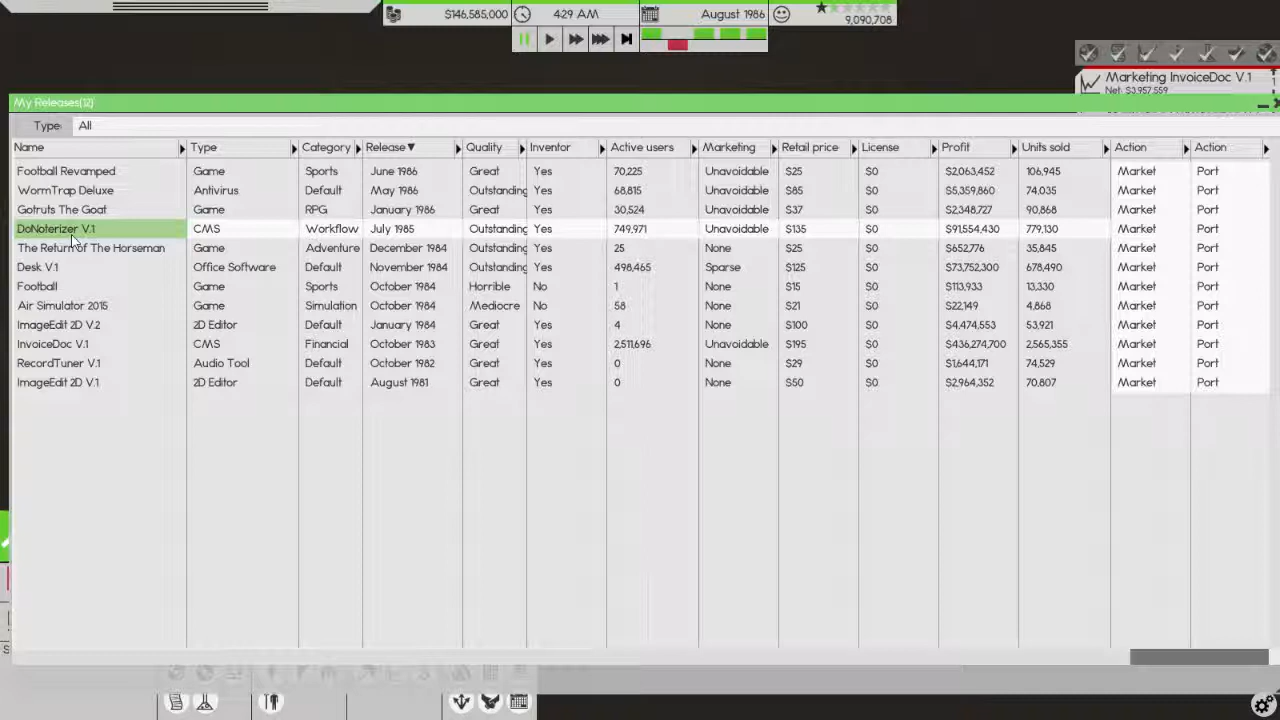 $146,585,000 4:29 AM August 1986 9,090,708
Marketing InvoiceDoc V.1
Net: $3,957,559
My Releases(12)
Type: All
Name Type Category Release▼ Quality Inventor Active users Marketing Retail price License Profit Units sold Action Action
Football Revamped Game Sports June 1986 Great Yes 70,225 Unavoidable $25 $0 $2,063,452 106,945 Market Port
WormTrap Deluxe Antivirus Default May 1986 Outstanding Yes 68,815 Unavoidable $85 $0 $5,359,860 74,035 Market Port
Gotruts The Goat Game RPG January 1986 Great Yes 30,524 Unavoidable $37 $0 $2,348,727 90,868 Market Port
DoNoterizer V.1 CMS Workflow July 1985 Outstanding Yes 749,971 Unavoidable $135 $0 $91,554,430 779,130 Market Port
The Return of The Horseman Game Adventure December 1984 Outstanding Yes 25 None $25 $0 $652,776 35,845 Market Port
Desk V.1 Office Software Default November 1984 Outstanding Yes 498,465 Sparse $125 $0 $73,752,300 678,490 Market Port
Football Game Sports October 1984 Horrible No 1 None $15 $0 $113,933 13,330 Market Port
Air Simulator 2015 Game Simulation October 1984 Mediocre No 58 None $21 $0 $22,149 4,868 Market Port
ImageEdit 2D V.2 2D Editor Default January 1984 Great Yes 4 None $100 $0 $4,474,553 53,921 Market Port
InvoiceDoc V.1 CMS Financial October 1983 Great Yes 2,511,696 Unavoidable $195 $0 $436,274,700 2,565,355 Market Port
RecordTuner V.1 Audio Tool Default October 1982 Great Yes 0 None $29 $0 $1,644,171 74,529 Market Port
ImageEdit 2D V.1 2D Editor Default August 1981 Great Yes 0 None $50 $0 $2,964,352 70,807 Market Port